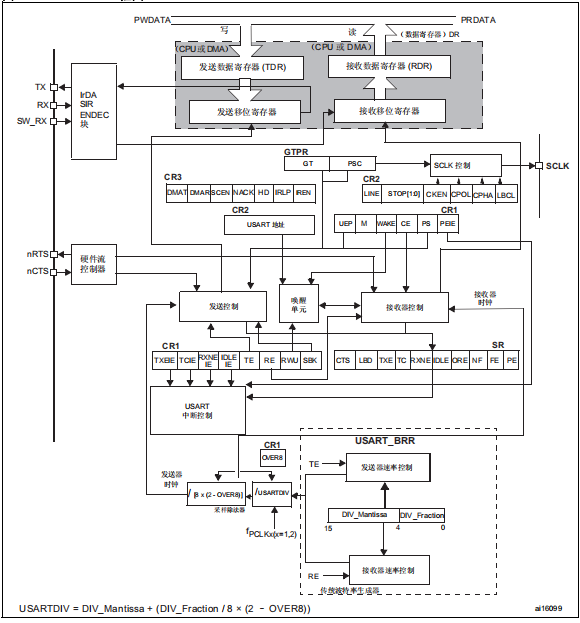 PWDATA PRDATA
写 读 (数据寄存器) DR
(CPU或 DMA) (CPU 或 DMA)
发送数据寄存器 (TDR) 接收数据寄存器 (RDR)
TX
RX
SW_RX
IrDA
SIR
ENDEC
块
发送移位寄存器 接收移位寄存器
GTPR
GT PSC SCLK 控制 SCLK
CR3 CR2
DMAT DMAR SCEN NACK HD IRLP IREN LINE STOP[1:0] CKEN CPOL CPHA LBCL
CR2 CR1
USART 地址 UEP M WAKE CE PS PEIE
nRTS
nCTS
硬件流
控制器
发送控制
唤醒
单元
接收器控制
接收器
时钟
CR1 SR
TXEIE TCIE RXNE IE IDLE IE TE RE RWU SBK CTS LBD TXE TC RXNE IDLE ORE NF FE PE
USART
中断控制
CR1
OVER8
USART_BRR
发送器
时钟
TE 发送器速率控制
/ [8 x (2 - OVER8)] /USARTDIV
采样除法器
DIV_Mantissa DIV_Fraction
15 4 0
fPCLKx(x=1,2)
RE 接收器速率控制
传统波特率生成器
USARTDIV = DIV_Mantissa + (DIV_Fraction / 8 × (2 - OVER8))
ai16099